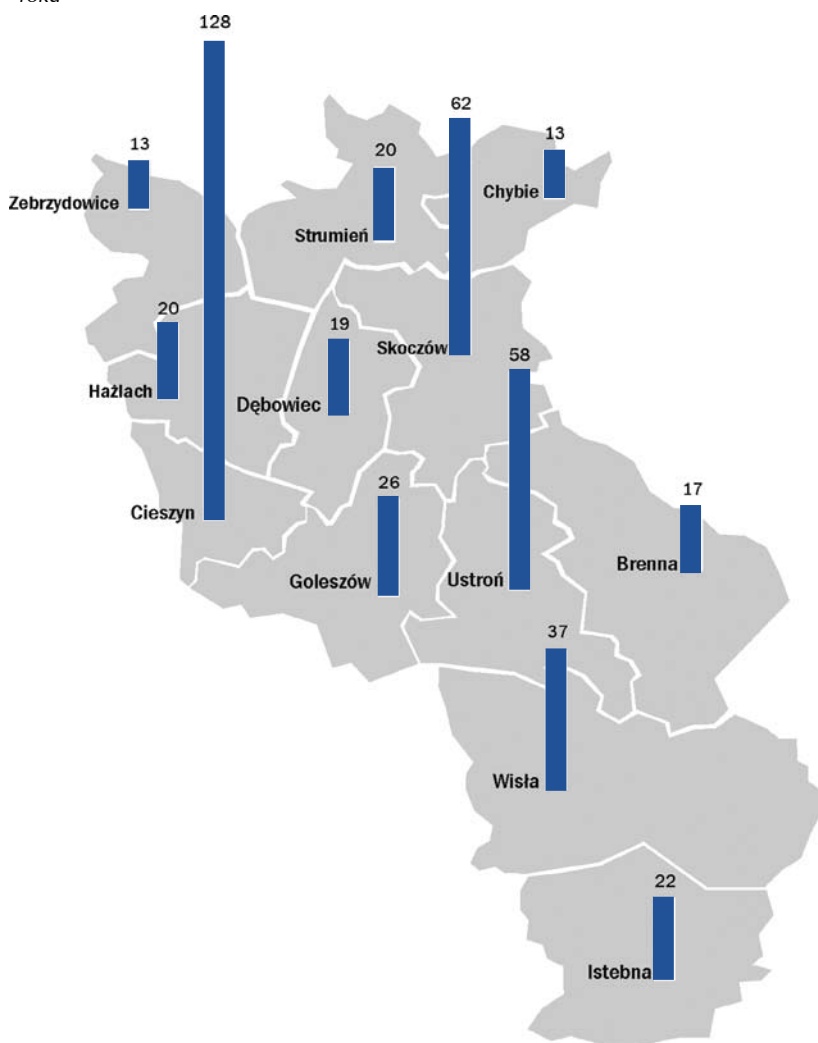 roku
128
62
13
13
20
Chybie
Zebrzydowice
Strumień
20
19
Skoczów
58
Hażlach
Dębowiec
26
17
Cieszyn
Brenna
Goleszów
Ustroń
37
Wisła
22
Istebna